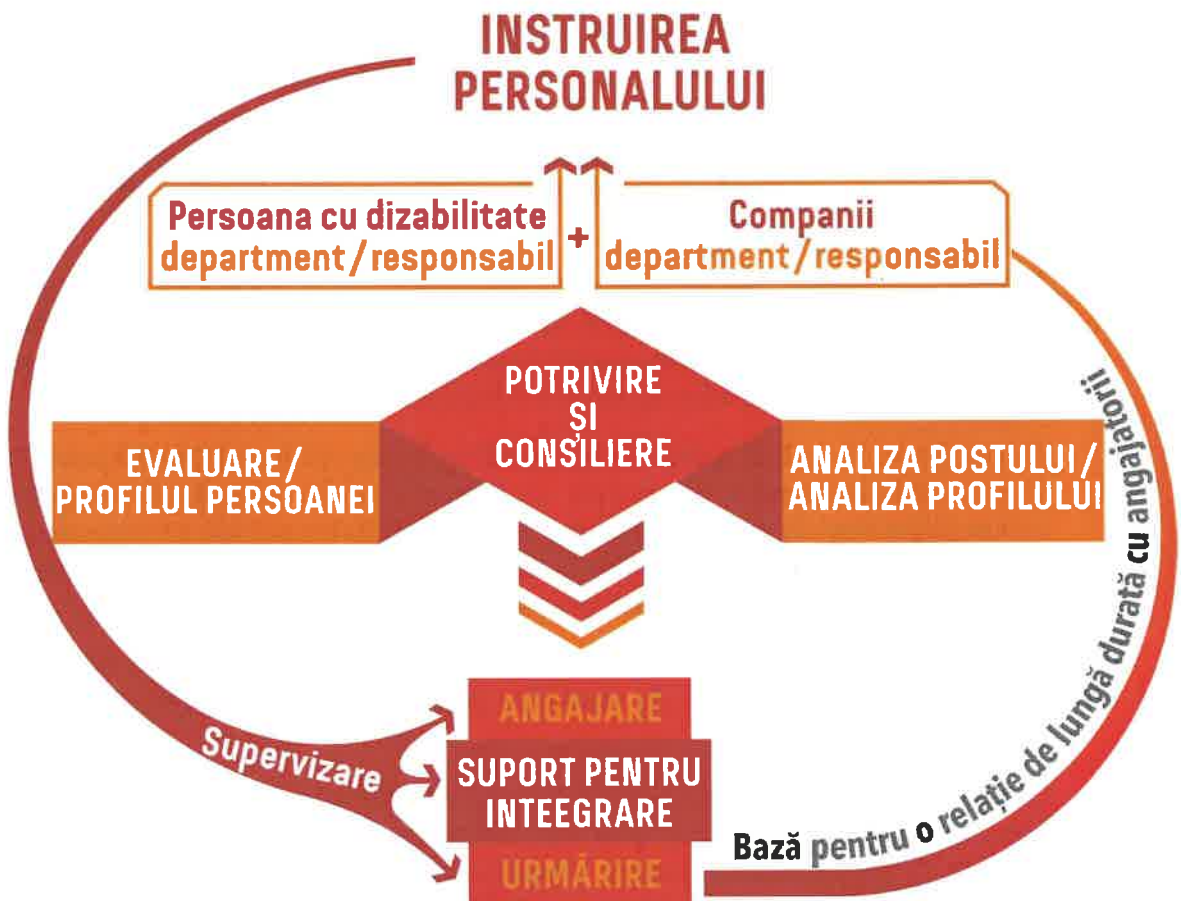 INSTRUIREA
PERSONALULUI
Persoana cu dizabilitate
department/responsabil
+
Companii
department/responsabil
POTRIVIRE
ȘI
CONSILIERE
EVALUARE/
PROFILUL PERSOANEI
ANALIZA POSTULUI/
ANALIZA PROFILULUI
ANGAJARE
SUPORT PENTRU
INTEEGRARE
URMĂRIRE
Supervizare
Bază pentru o relație de lungă durată cu angajatorii